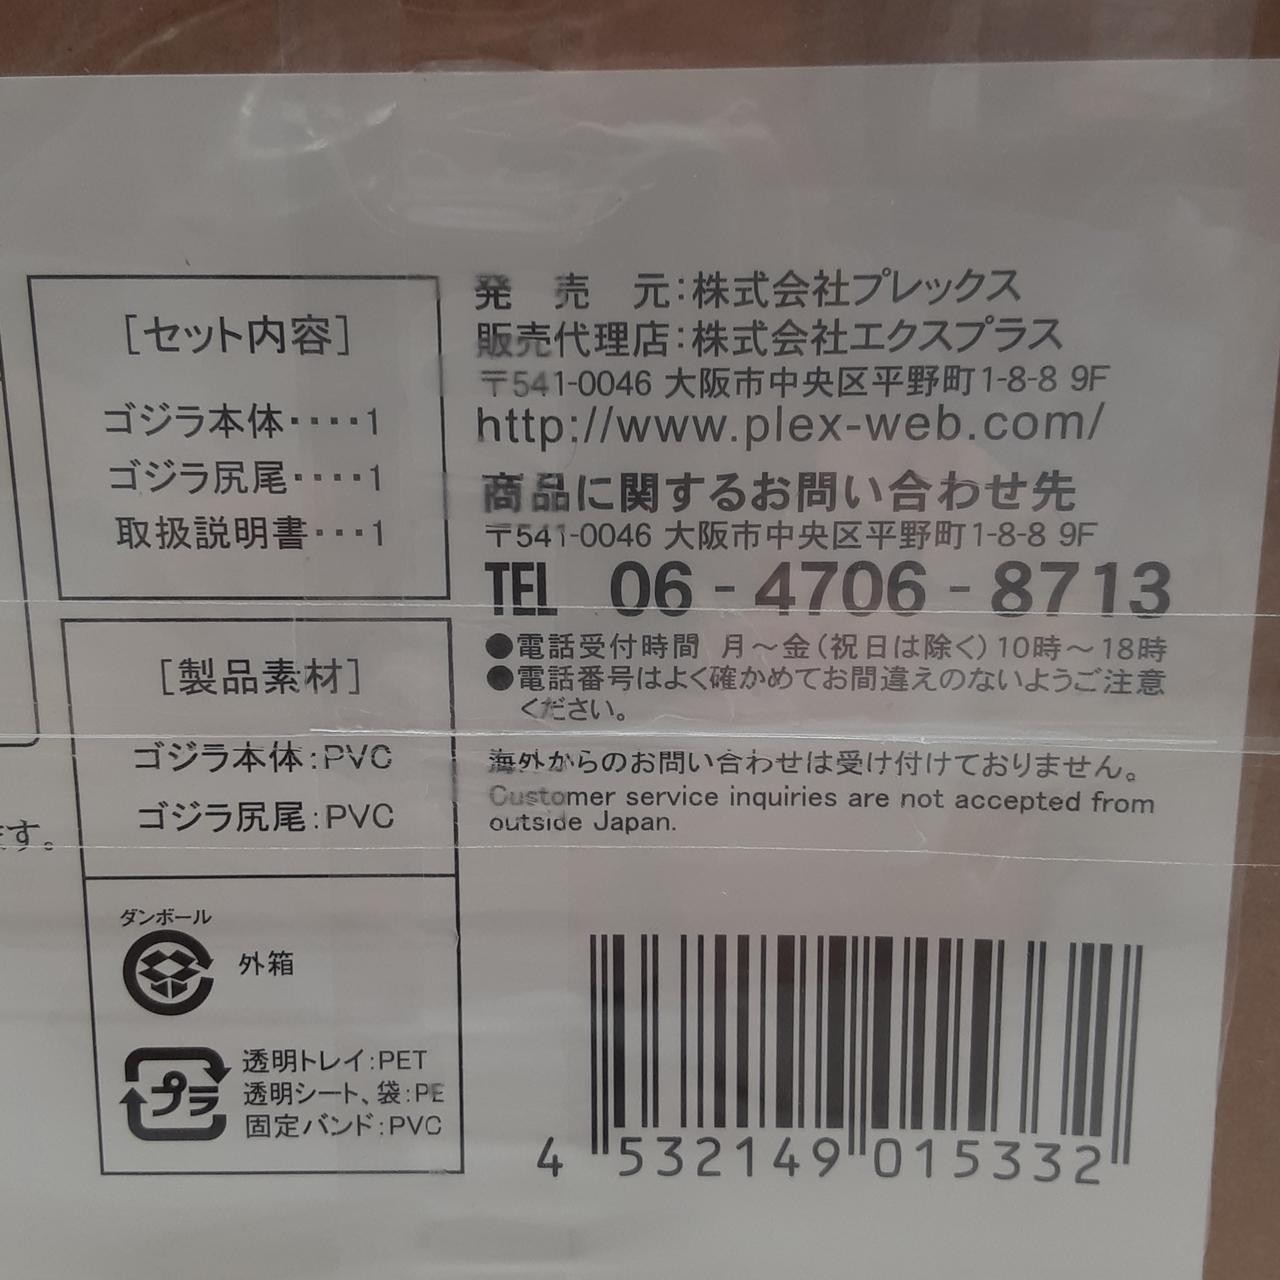 [セット内容]
ゴジラ本体････1
ゴジラ尻尾････1
取扱説明書･･･1
[製品素材]
ゴジラ本体:PVC
ゴジラ尻尾:PVC
ます。
ダンボール
外箱
プラ
透明トレイ:PET
透明シート、袋:PE
固定バンド:PVC
発 売 元:株式会社プレックス
販売代理店:株式会社エクスプラス
〒541-0046 大阪市中央区平野町1-8-8 9F
http://www.plex-web.com/
商品に関するお問い合わせ先
〒541-0046 大阪市中央区平野町1-8-8 9F
TEL 06-4706-8713
●電話受付時間 月～金(祝日は除く)10時～18時
●電話番号はよく確かめてお間違えのないようご注意
ください。
海外からのお問い合わせは受け付けておりません。
Customer service inquiries are not accepted from
outside Japan.
4 532149 015332